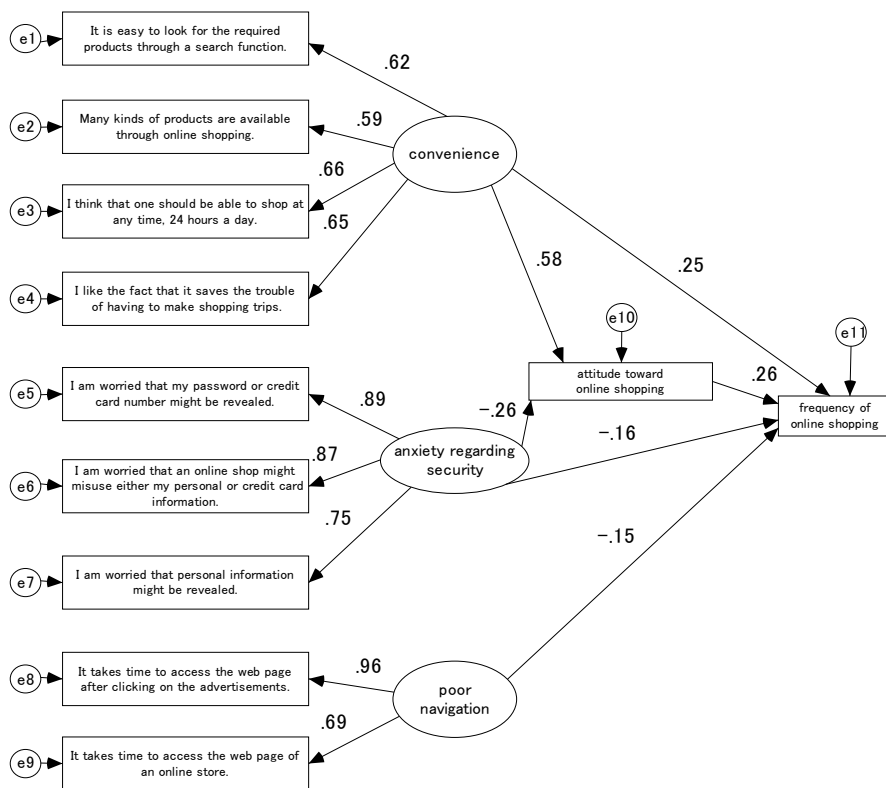 e1
It is easy to look for the required
products through a search function.
.62
e2
Many kinds of products are available
through online shopping.
.59
convenience
.66
e3
I think that one should be able to shop at
any time, 24 hours a day.
.65
e4
I like the fact that it saves the trouble
of having to make shopping trips.
.58
.25
e10
e11
attitude toward
online shopping
.26
frequency of
online shopping
e5
I am worried that my password or credit
card number might be revealed.
.89
-.26
-.16
anxiety regarding
security
.87
e6
I am worried that an online shop might
misuse either my personal or credit card
information.
.75
-.15
e7
I am worried that personal information
might be revealed.
e8
It takes time to access the web page
after clicking on the advertisements.
.96
poor
navigation
.69
e9
It takes time to access the web page of
an online store.